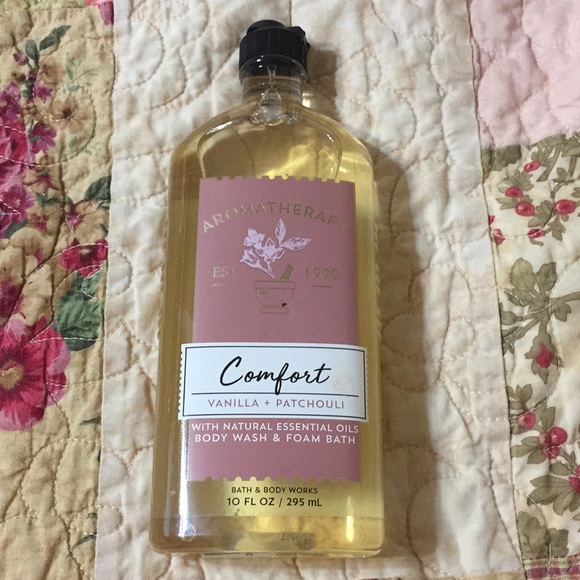 AROMATHERAPY
EST 1990
Comfort
VANILLA + PATCHOULI
WITH NATURAL ESSENTIAL OILS
BODY WASH & FOAM BATH
BATH & BODY WORKS
10 FL OZ / 295 mL